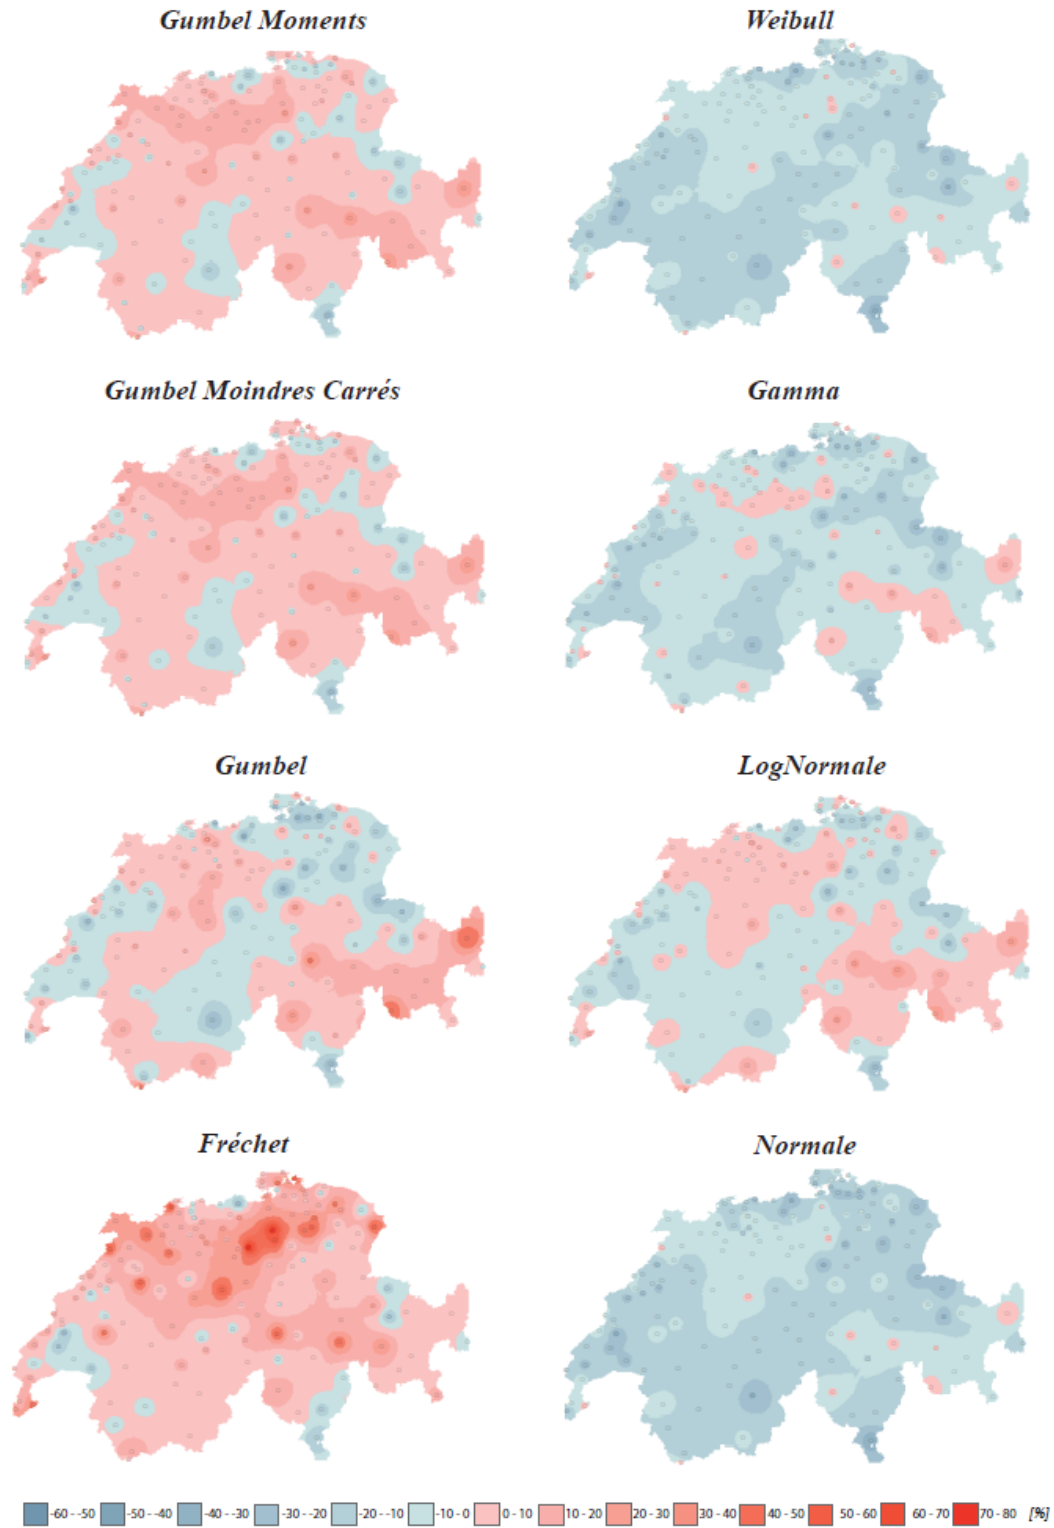 Gumbel Moments
Weibull
Gumbel Moindres Carrés
Gamma
Gumbel
LogNormale
Fréchet
Normale
-60 - -50 -50 - -40 -40 - -30 -30 - -20 -20 - -10 -10 - 0 0 - 10 10 - 20 20 - 30 30 - 40 40 - 50 50 - 60 60 - 70 70 - 80 [%]